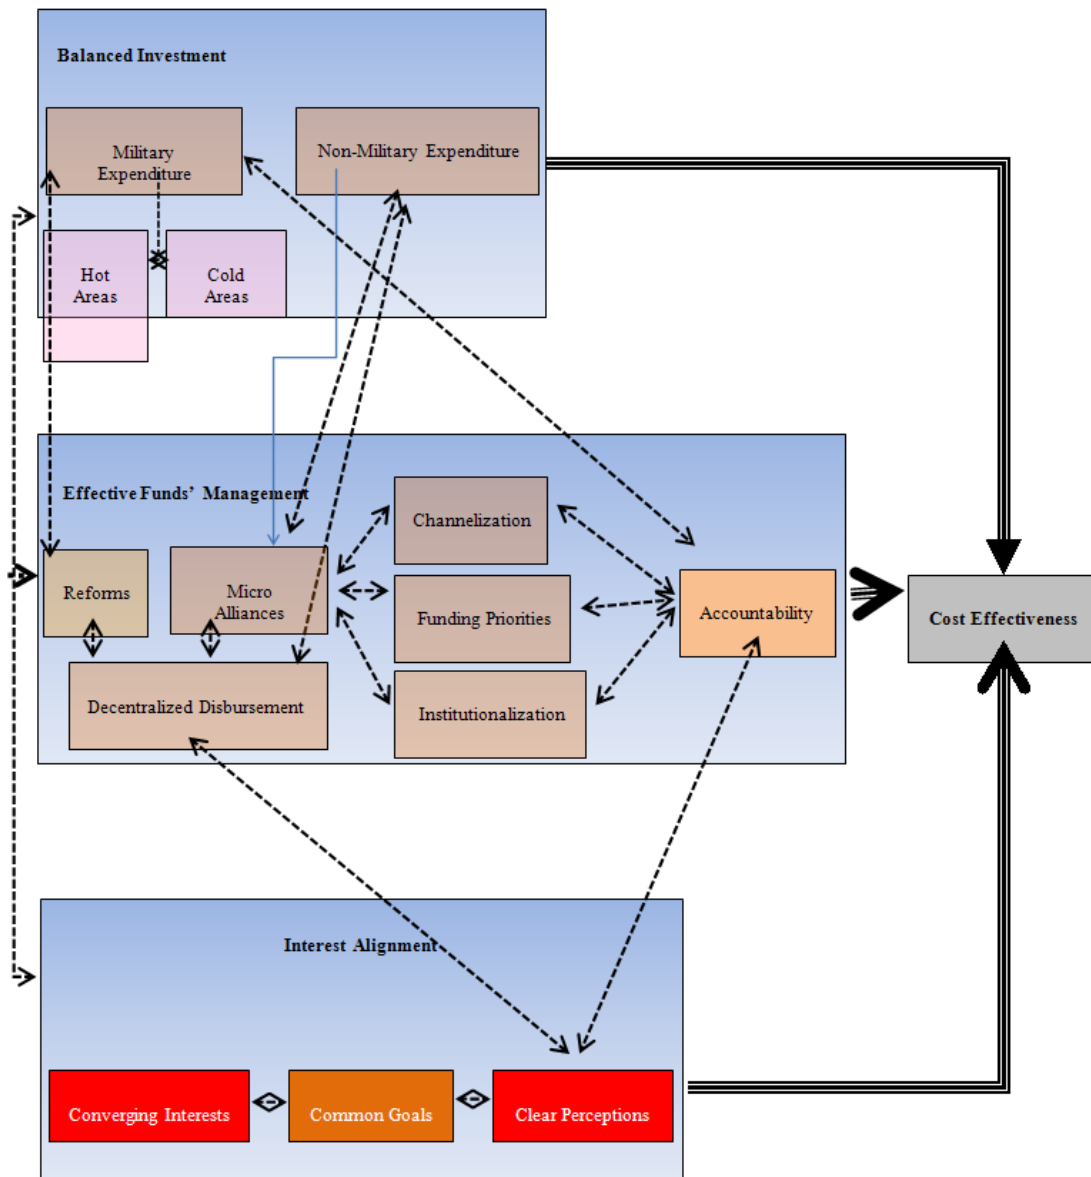 Balanced Investment
Military
Expenditure
Non-Military Expenditure
Hot
Areas
Cold
Areas
Effective Funds’ Management
Channelization
Reforms
Micro
Alliances
Funding Priorities
Accountability
Cost Effectiveness
Decentralized Disbursement
Institutionalization
Interest Alignment
Converging Interests
Common Goals
Clear Perceptions